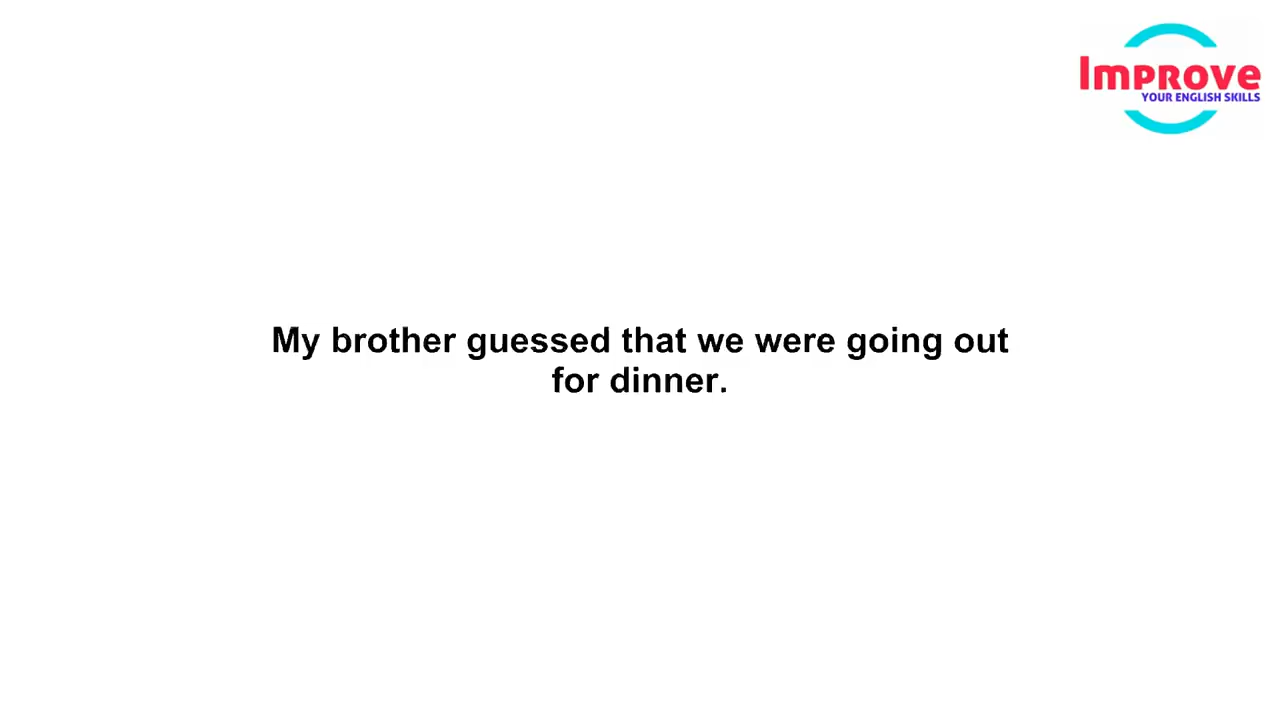 Improve
YOUR ENGLISH SKILLS
My brother guessed that we were going out
for dinner.